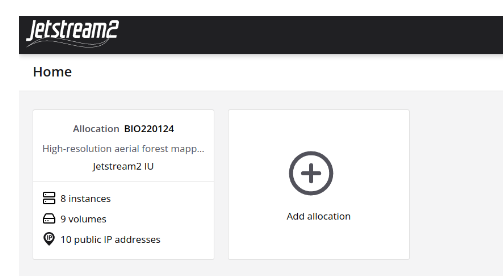 Jetstream2
Home
Allocation BIO220124
High-resolution aerial forest mapp...
Jetstream2 IU
8 instances
9 volumes
IP 10 public IP addresses
Add allocation